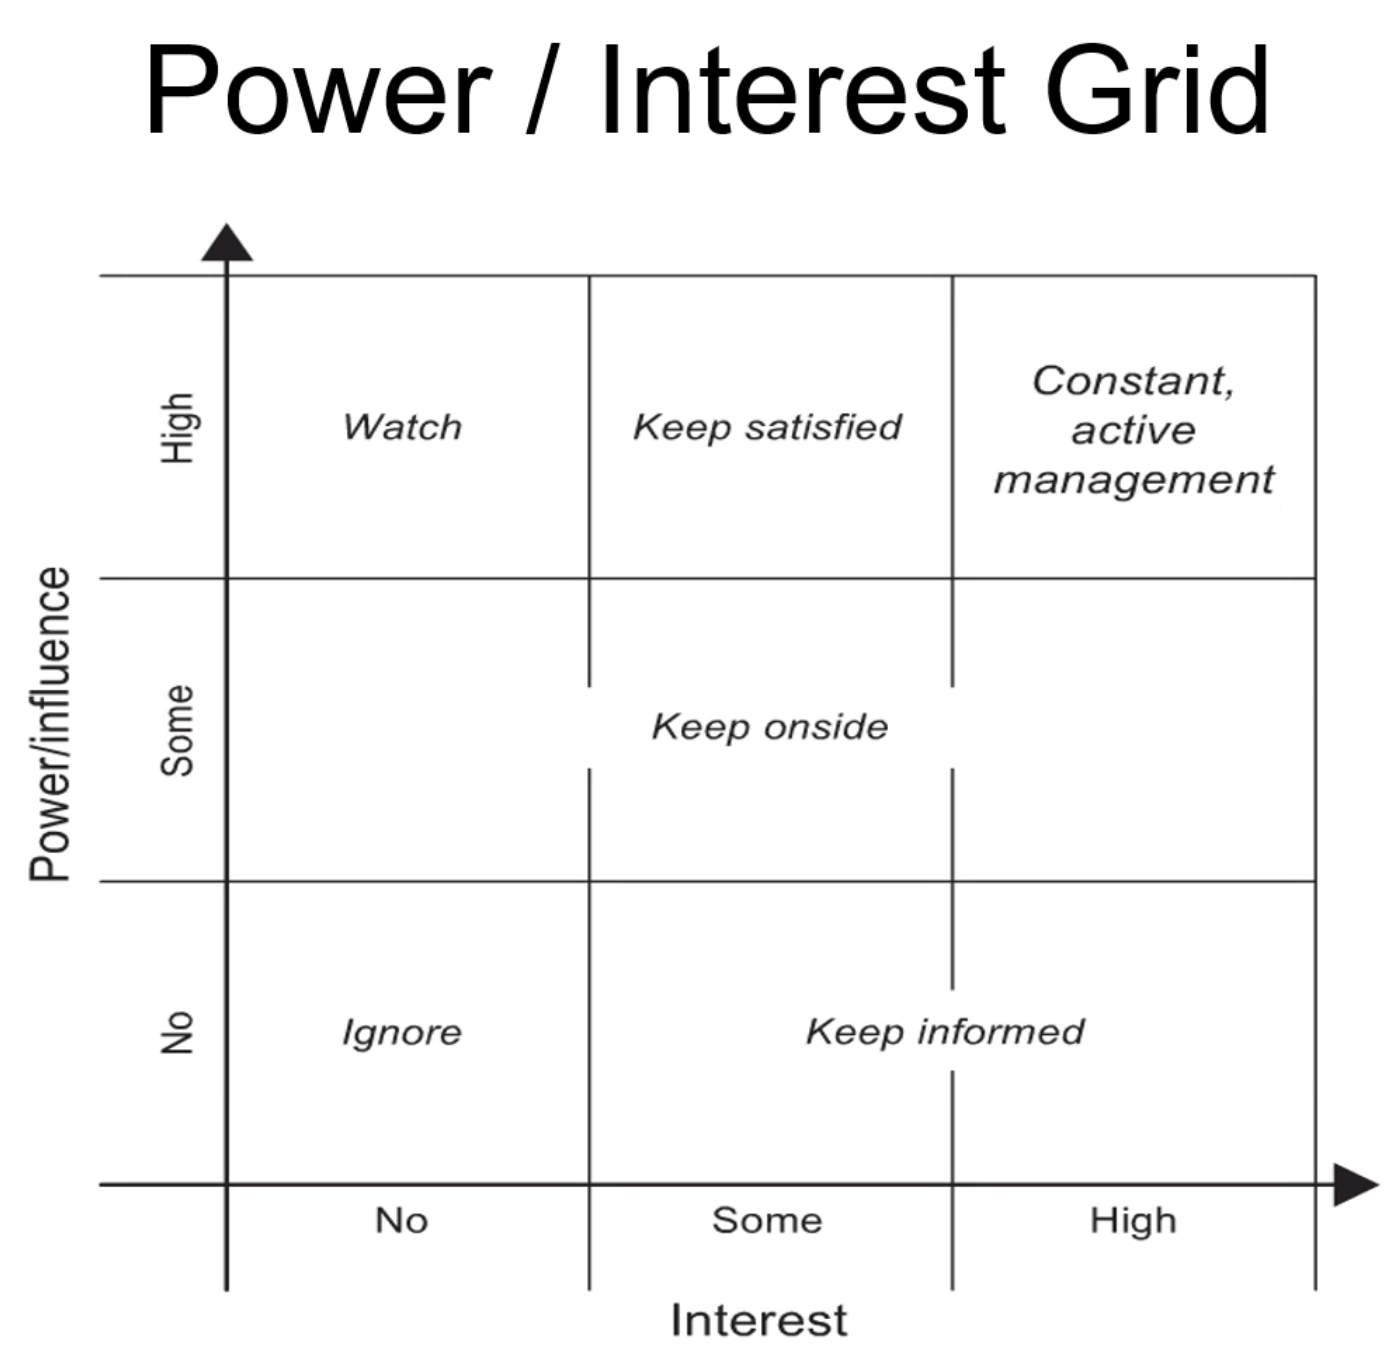 Power / Interest Grid
Power/influence
High
Watch
Keep satisfied
Constant,
active
management
Some
Keep onside
No
Ignore
Keep informed
No
Some
High
Interest